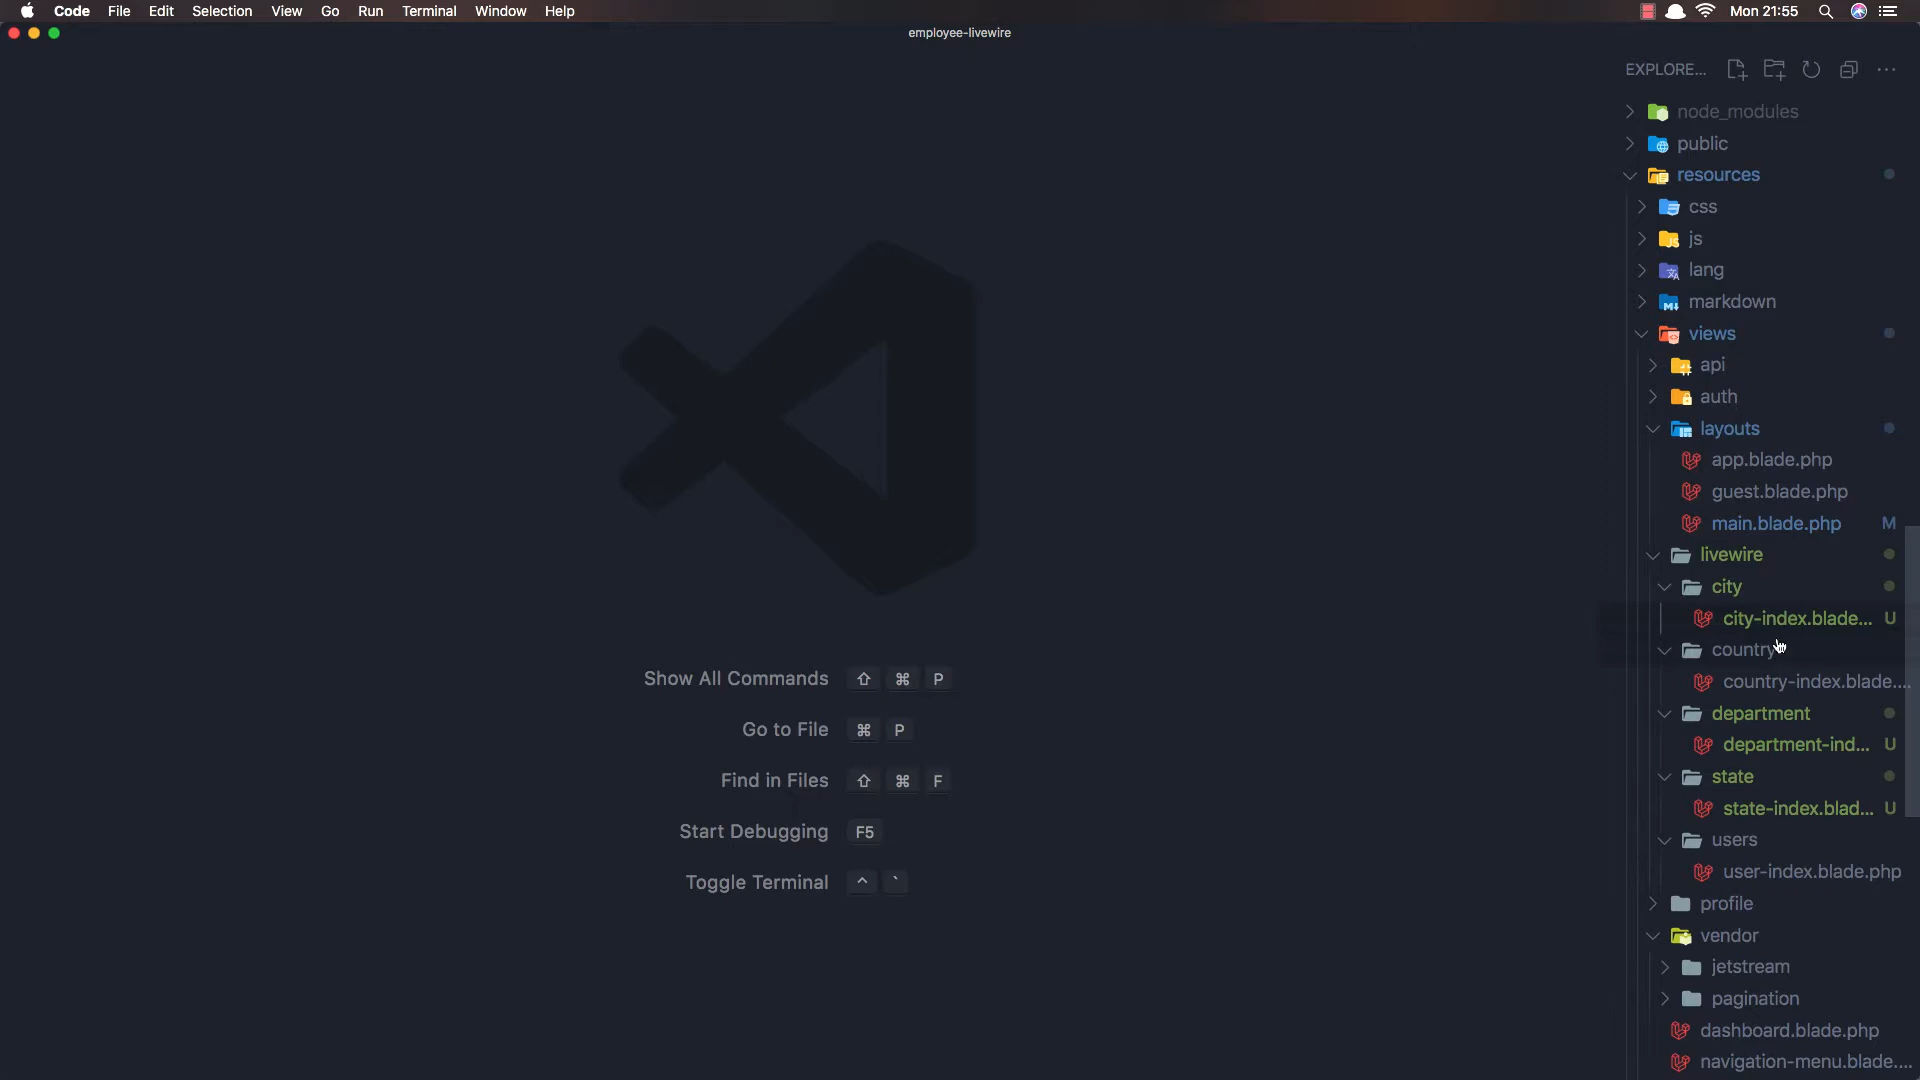 Code File Edit Selection View Go Run Terminal Window Help Mon 21:55
employee-livewire
EXPLORE...
node_modules
public
resources
css
js
lang
markdown
views
api
auth
layouts
app.blade.php
guest.blade.php
main.blade.php M
livewire
city
city-index.blade... U
country
country-index.blade....
department
department-ind... U
state
state-index.blad... U
users
user-index.blade.php
profile
vendor
jetstream
pagination
dashboard.blade.php
navigation-menu.blade....
Show All Commands ⇧ ⌘ P
Go to File ⌘ P
Find in Files ⇧ ⌘ F
Start Debugging F5
Toggle Terminal ^ `